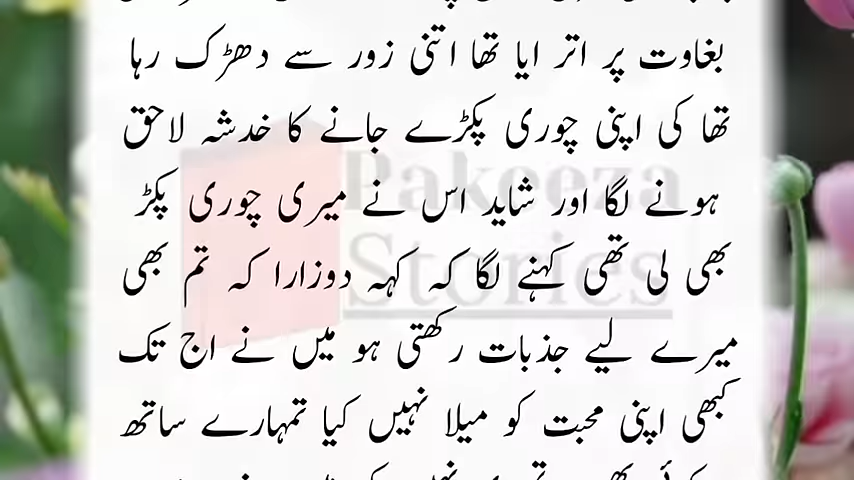 بغاوت پر اتر ایا تھا اتنی زور سے دھڑک رہا
تھا کی اپنی چوری پکڑے جانے کا خدشہ لاحق
ہونے لگا اور شاید اس نے میری چوری پکڑ
بھی لی تھی کہنے لگا کہ کہہ دوزارا کہ تم بھی
میرے لیے جذبات رکھتی ہو میں نے اج تک
کبھی اپنی محبت کو میلا نہیں کیا تمہارے ساتھ
Pakeeza
Stories